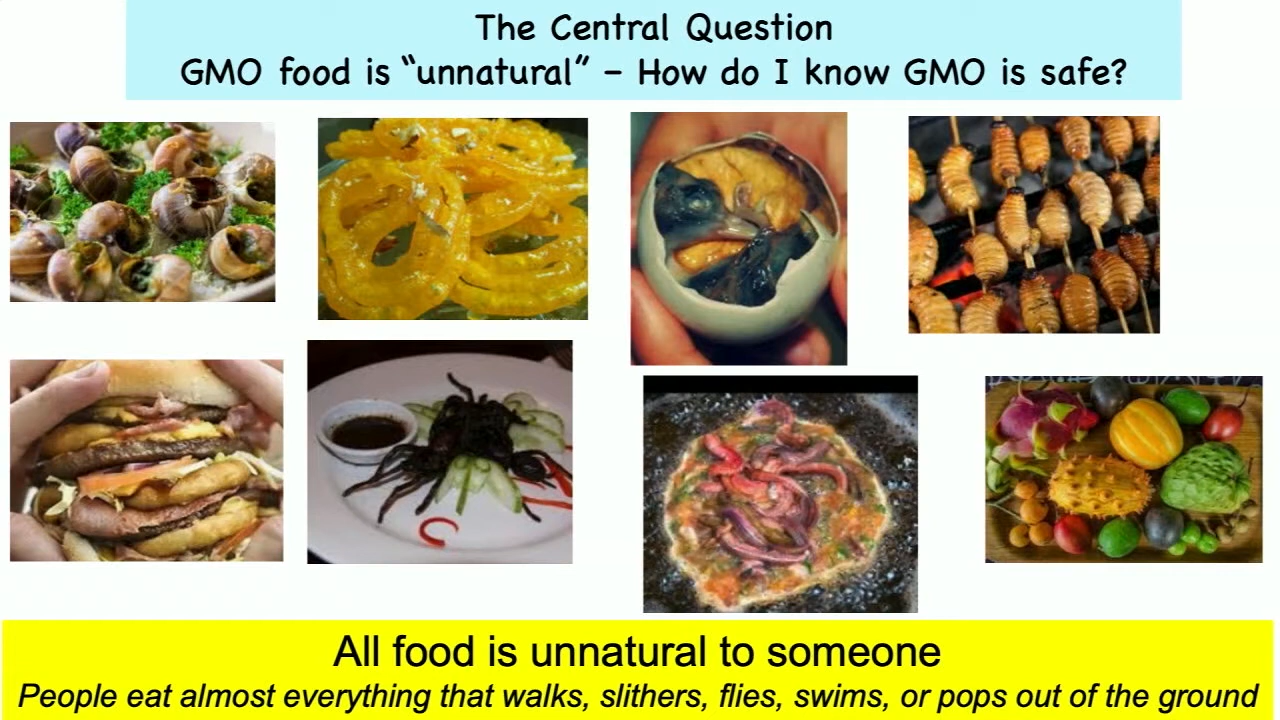 The Central Question
GMO food is “unnatural” – How do I know GMO is safe?
All food is unnatural to someone
People eat almost everything that walks, slithers, flies, swims, or pops out of the ground